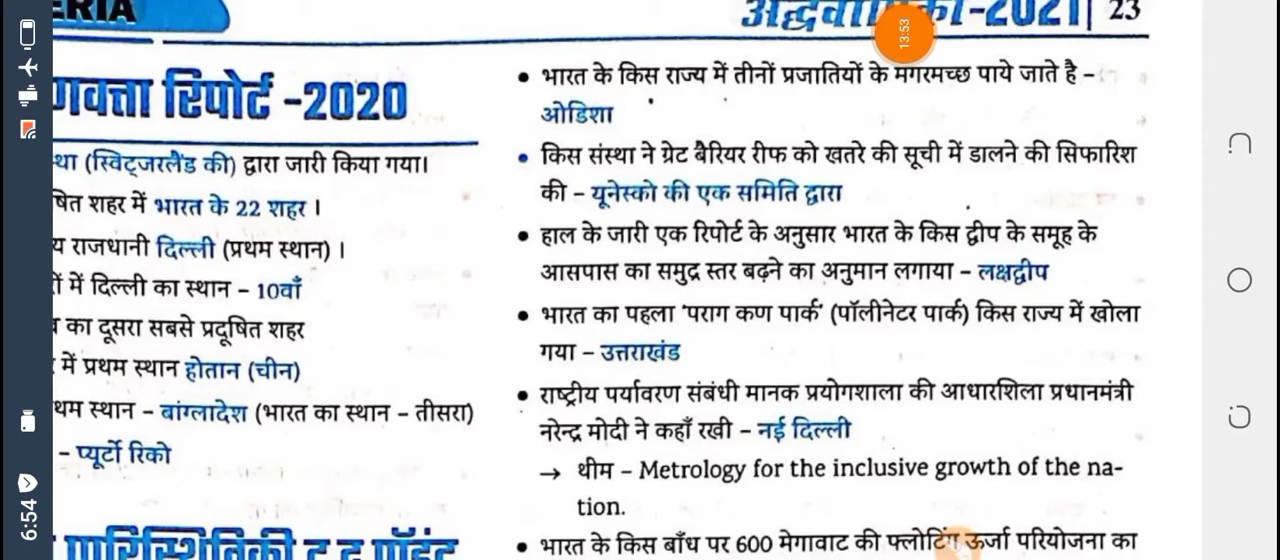 ERIA
अर्द्धवार्षिकी-2021| 23
13:53
रिपोर्ट -2020
(स्विट्जरलैंड की) द्वारा जारी किया गया।
शहर में भारत के 22 शहर ।
राजधानी दिल्ली (प्रथम स्थान) ।
में दिल्ली का स्थान – 10वाँ
का दूसरा सबसे प्रदूषित शहर
में प्रथम स्थान होतान (चीन)
स्थान – बांग्लादेश (भारत का स्थान – तीसरा)
– प्यूर्टो रिको
पारिस्थितिकी टू द पॉइंट
• भारत के किस राज्य में तीनों प्रजातियों के मगरमच्छ पाये जाते है –
ओडिशा
• किस संस्था ने ग्रेट बैरियर रीफ को खतरे की सूची में डालने की सिफारिश
की – यूनेस्को की एक समिति द्वारा
• हाल के जारी एक रिपोर्ट के अनुसार भारत के किस द्वीप के समूह के
आसपास का समुद्र स्तर बढ़ने का अनुमान लगाया – लक्षद्वीप
• भारत का पहला ‘पराग कण पार्क’ (पॉलीनेटर पार्क) किस राज्य में खोला
गया – उत्तराखंड
• राष्ट्रीय पर्यावरण संबंधी मानक प्रयोगशाला की आधारशिला प्रधानमंत्री
नरेन्द्र मोदी ने कहाँ रखी – नई दिल्ली
→ थीम – Metrology for the inclusive growth of the na-
tion.
• भारत के किस बाँध पर 600 मेगावाट की फ्लोटिंग ऊर्जा परियोजना का
6:54